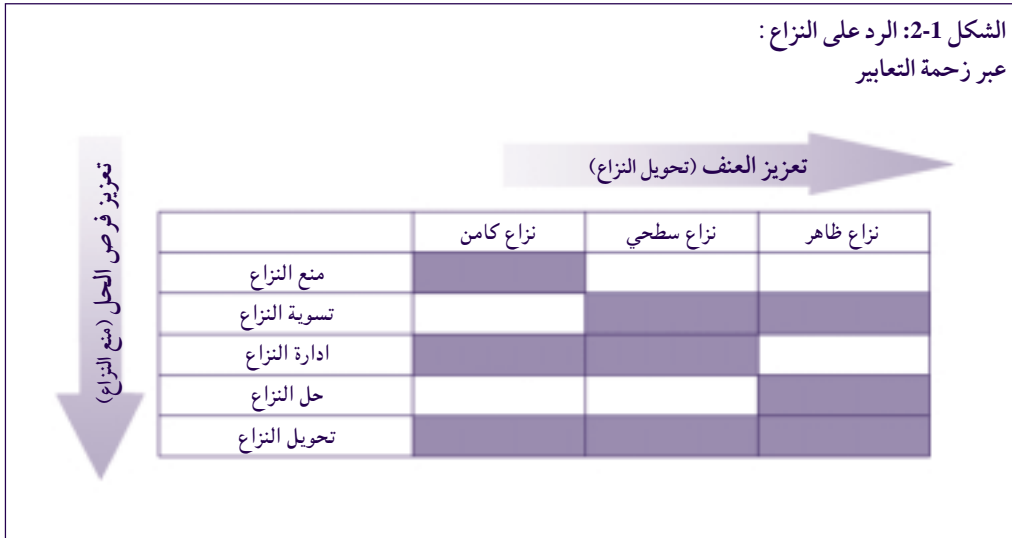 الشكل 1-2: الرد على النزاع :
عبر زحمة التعابير
تعزيز العنف (تحويل النزاع)
تعزيز فرص الحل (منع النزاع)
نزاع ظاهر
نزاع سطحي
نزاع كامن
منع النزاع
تسوية النزاع
ادارة النزاع
حل النزاع
تحويل النزاع